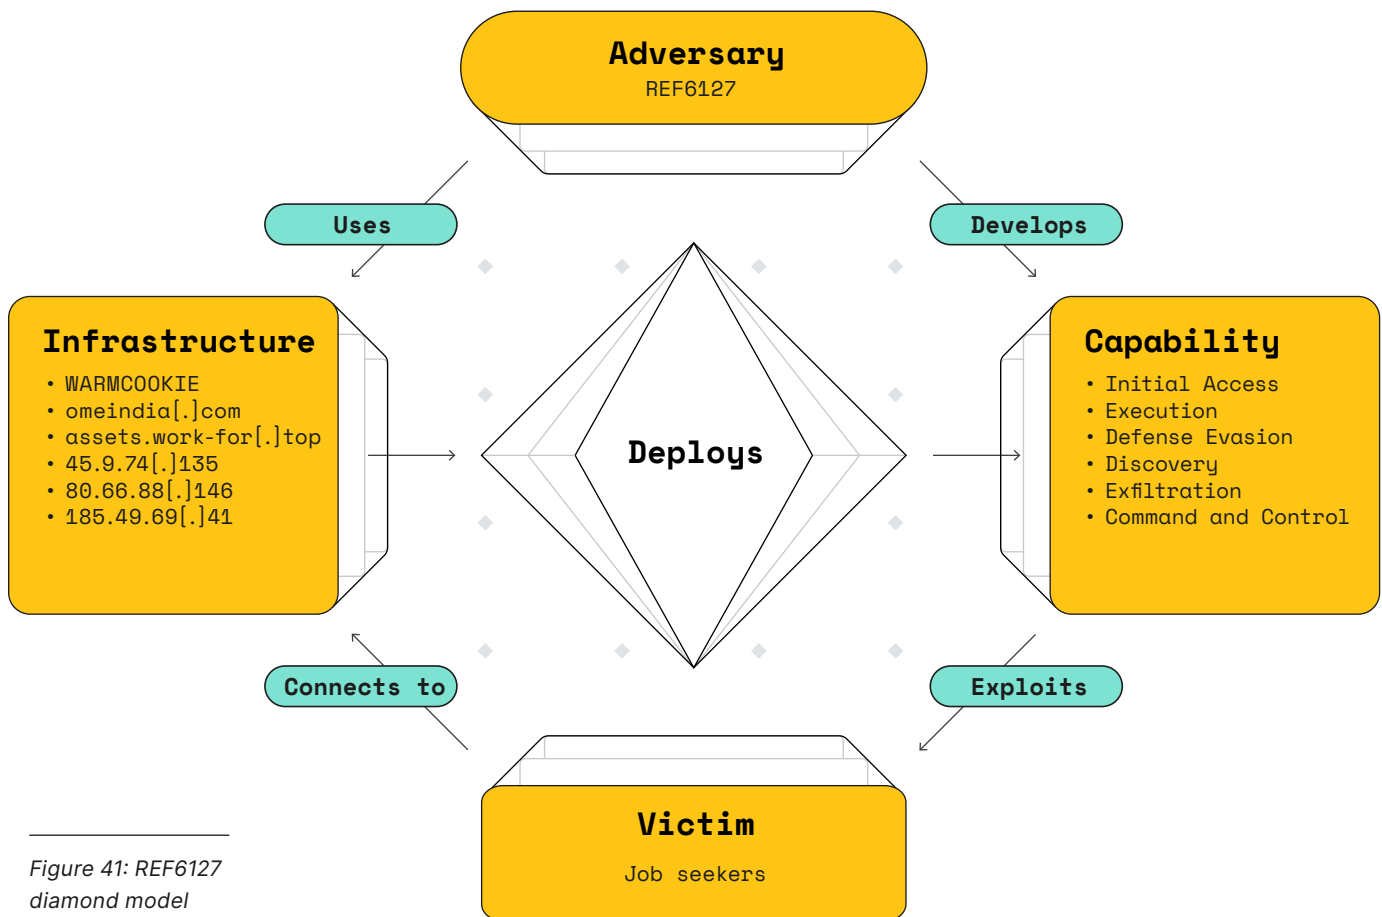 Adversary
REF6127
Uses
Develops
Infrastructure
• WARMCOOKIE
• omeindia[.]com
• assets.work-for[.]top
• 45.9.74[.]135
• 80.66.88[.]146
• 185.49.69[.]41
Deploys
Capability
• Initial Access
• Execution
• Defense Evasion
• Discovery
• Exfiltration
• Command and Control
Connects to
Exploits
Victim
Job seekers
Figure 41: REF6127
diamond model